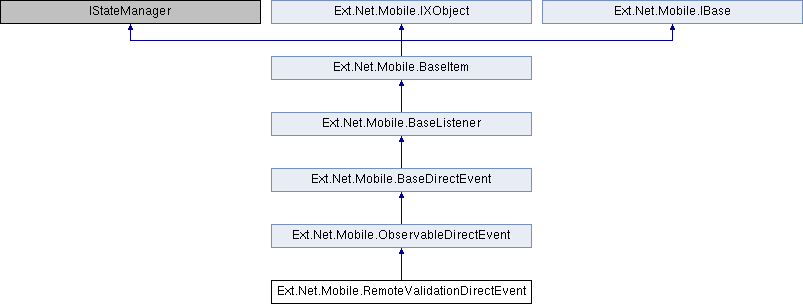 IStateManager
Ext.Net.Mobile.IXObject
Ext.Net.Mobile.IBase
Ext.Net.Mobile.BaseItem
Ext.Net.Mobile.BaseListener
Ext.Net.Mobile.BaseDirectEvent
Ext.Net.Mobile.ObservableDirectEvent
Ext.Net.Mobile.RemoteValidationDirectEvent